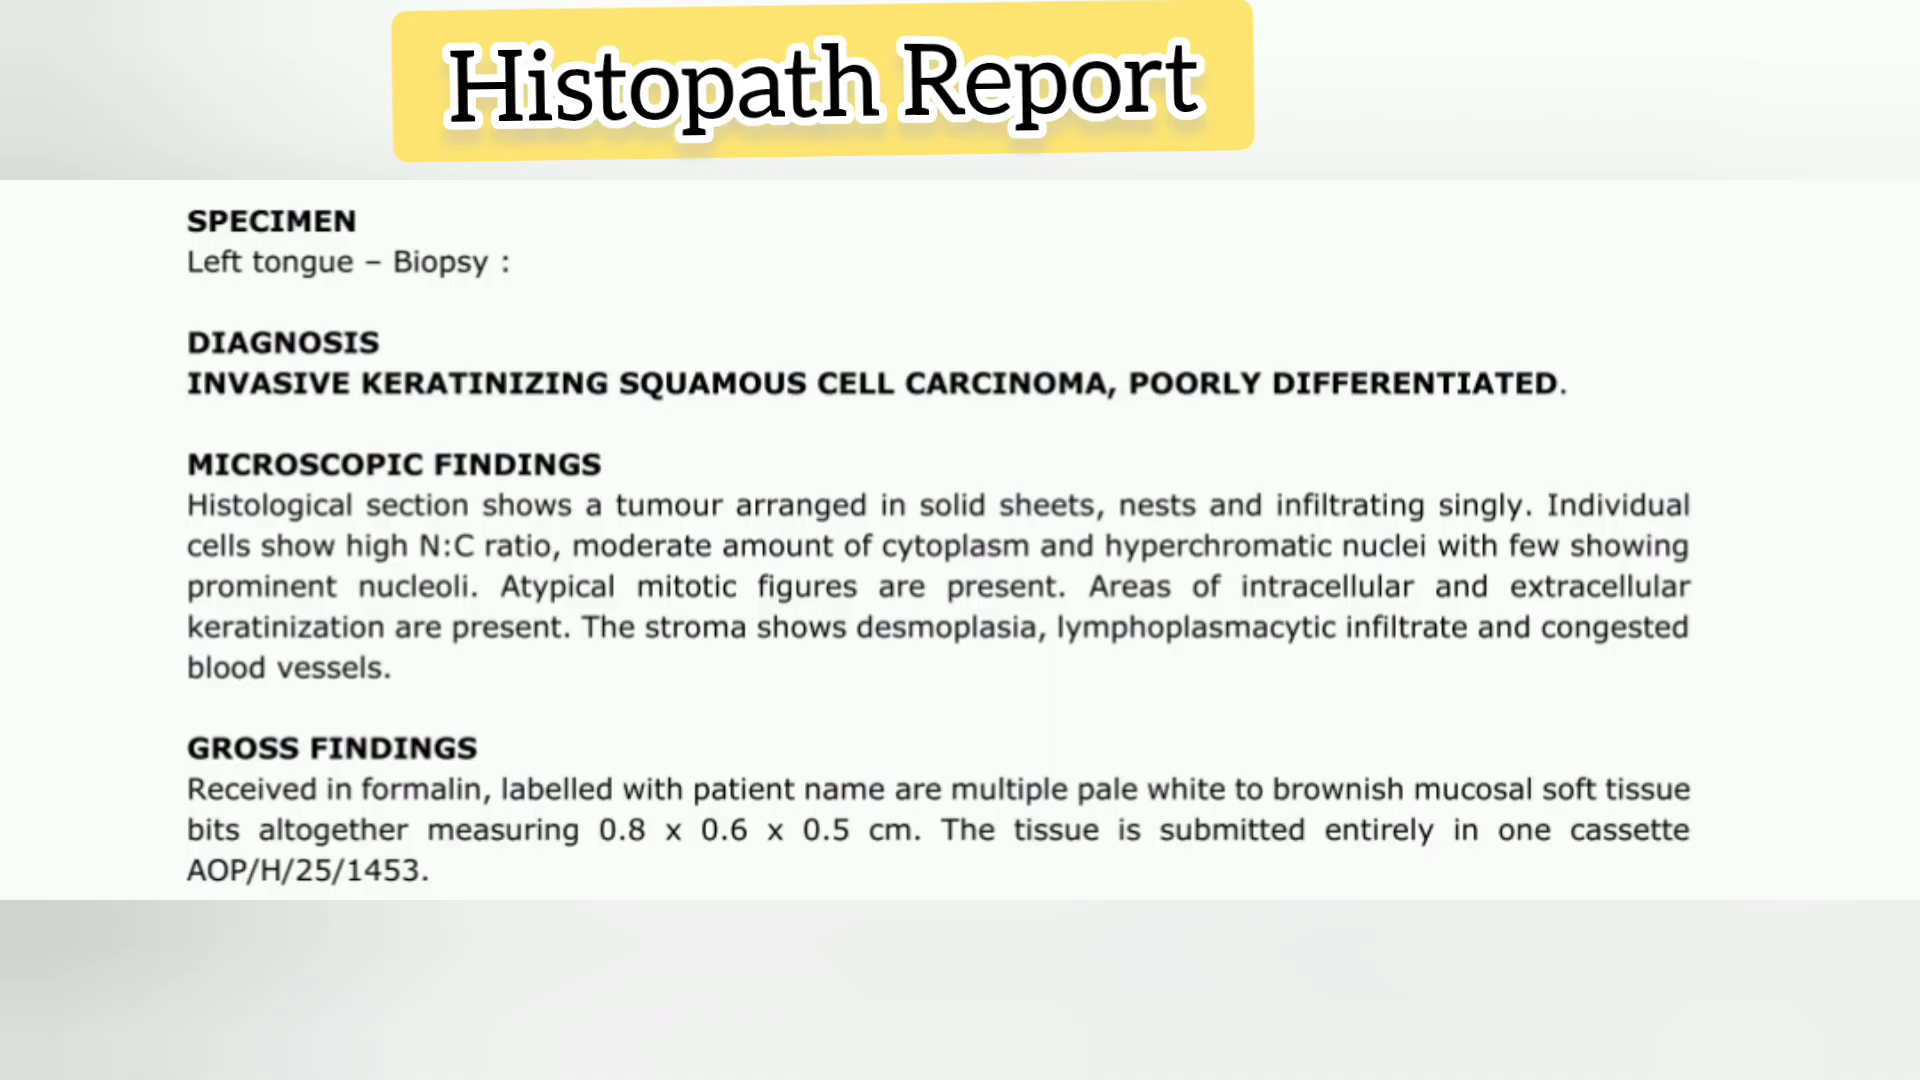 Histopath Report
SPECIMEN
Left tongue – Biopsy :
DIAGNOSIS
INVASIVE KERATINIZING SQUAMOUS CELL CARCINOMA, POORLY DIFFERENTIATED.
MICROSCOPIC FINDINGS
Histological section shows a tumour arranged in solid sheets, nests and infiltrating singly. Individual
cells show high N:C ratio, moderate amount of cytoplasm and hyperchromatic nuclei with few showing
prominent nucleoli. Atypical mitotic figures are present. Areas of intracellular and extracellular
keratinization are present. The stroma shows desmoplasia, lymphoplasmacytic infiltrate and congested
blood vessels.
GROSS FINDINGS
Received in formalin, labelled with patient name are multiple pale white to brownish mucosal soft tissue
bits altogether measuring 0.8 x 0.6 x 0.5 cm. The tissue is submitted entirely in one cassette
AOP/H/25/1453.